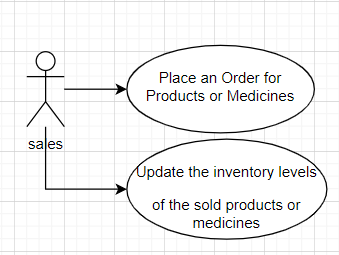 Place an Order for
Products or Medicines
sales
Update the inventory levels
of the sold products or
medicines